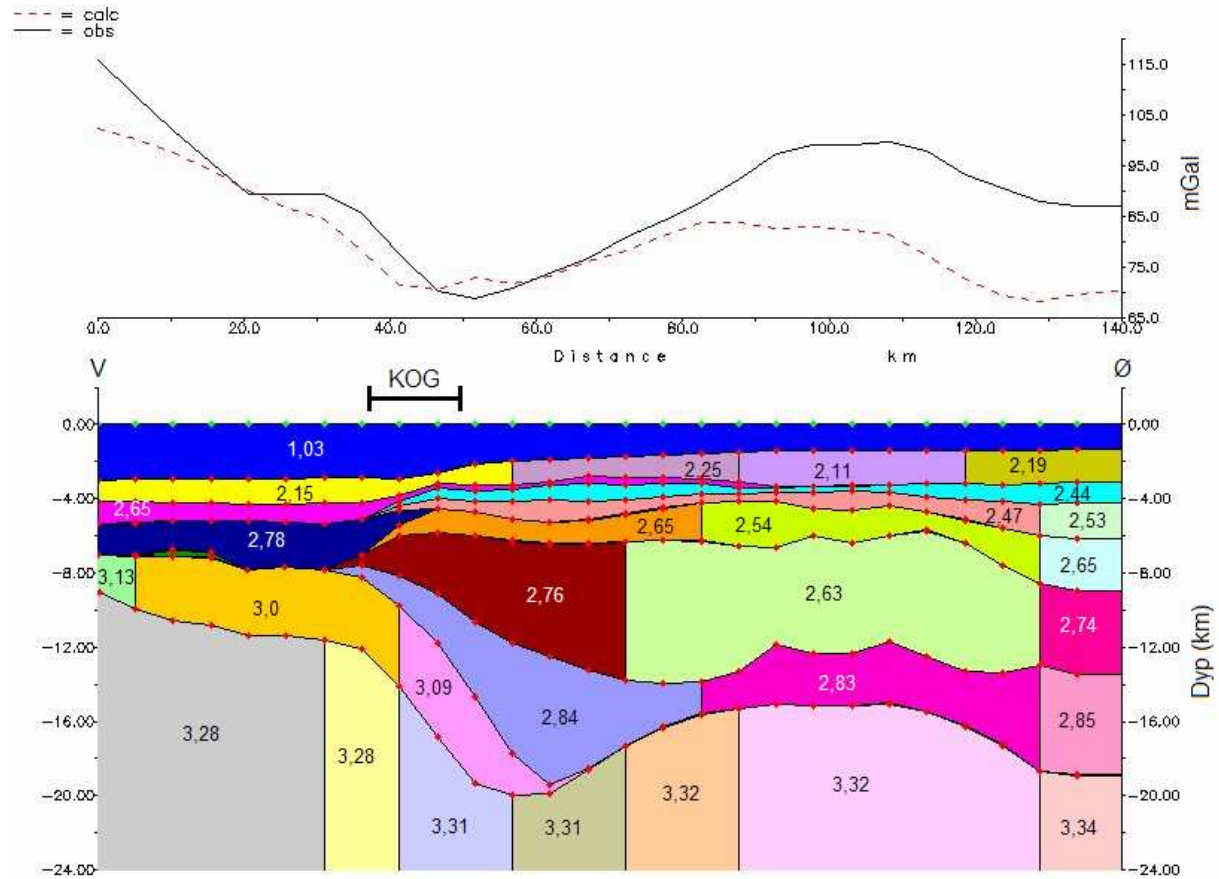 = calc
= obs
115.0
105.0
95.0
85.0
75.0
65.0
mGal
0.0 20.0 40.0 60.0 80.0 100.0 120.0 140.0
Distance km
V KOG Ø
0.00 0.00
-4.00 -4.00
-8.00 -8.00
-12.00 -12.00
-16.00 -16.00
-20.00 -20.00
-24.00 -24.00
Dyp (km)
1,03
2,25 2,11 2,19
2,15 2,44
2,65 2,65 2,54 2,47 2,53
2,78 2,65
3,13 3,0 2,76 2,63
2,74
3,09 2,84 2,83 2,85
3,28 3,28 3,31 3,31 3,32 3,32 3,34